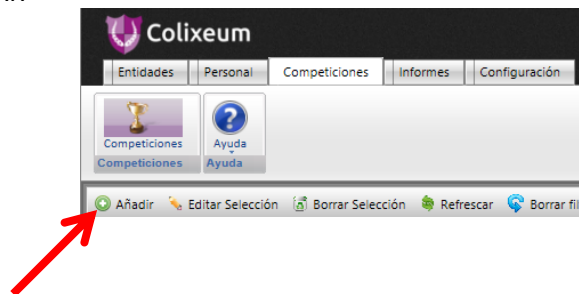 Colixeum
Entidades Personal Competiciones Informes Configuración
Competiciones Ayuda
Competiciones Ayuda
Añadir Editar Selección Borrar Selección Refrescar Borrar fil